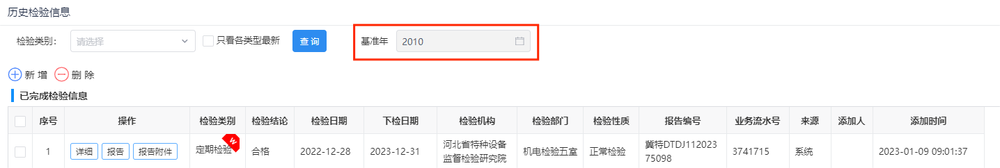 历史检验信息
检验类别: 请选择 只看各类型最新 查 询 基准年 2010
新 增 删 除
已完成检验信息
序号 操作 检验类别 检验结论 检验日期 下检日期 检验机构 检验部门 检验性质 报告编号 业务流水号 来源 添加人 添加时间
1 详细 报告 报告附件 定期检验 W 合格 2022-12-28 2023-12-31 河北省特种设备 机电检验五室 正常检验 冀特DTDJ112023 3741715 系统 2023-01-09 09:01:37
监督检验研究院 75098